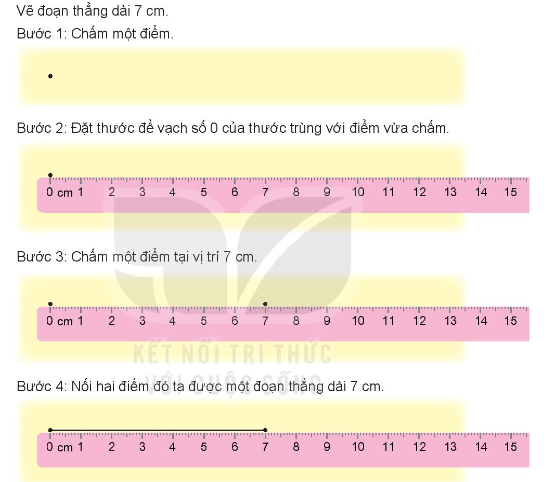 Vẽ đoạn thẳng dài 7 cm.
Bước 1: Chấm một điểm.
Bước 2: Đặt thước để vạch số 0 của thước trùng với điểm vừa chấm.
0 cm 1 2 3 4 5 6 7 8 9 10 11 12 13 14 15
Bước 3: Chấm một điểm tại vị trí 7 cm.
0 cm 1 2 3 4 5 6 7 8 9 10 11 12 13 14 15
KẾT NỐI TRI THỨC
VỚI CUỘC SỐNG
Bước 4: Nối hai điểm đó ta được một đoạn thẳng dài 7 cm.
0 cm 1 2 3 4 5 6 7 8 9 10 11 12 13 14 15